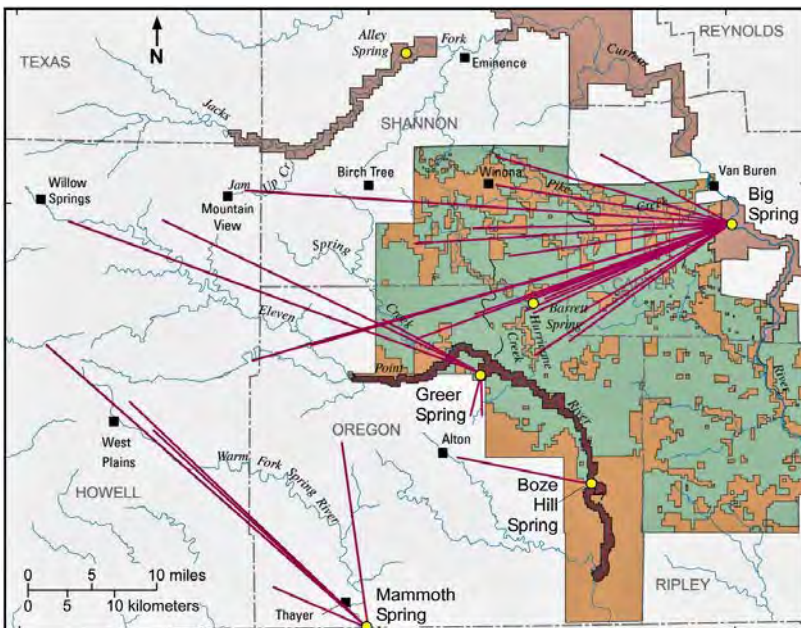 TEXAS
N
Alley
Spring
Fork
Eminence
Current
REYNOLDS
Jacks
SHANNON
Willow
Springs
Jam
Up Cr.
Mountain
View
Birch Tree
Winona
Pike
Creek
Van Buren
Big
Spring
Spring
Creek
CARTER
Eleven
Barrett
Spring
Hurricane
Creek
Point
River
River
Greer
Spring
OREGON
West
Plains
Alton
Warm Fork Spring River
HOWELL
Boze
Hill
Spring
0 5 10 miles
0 5 10 kilometers
Thayer
Mammoth
Spring
RIPLEY